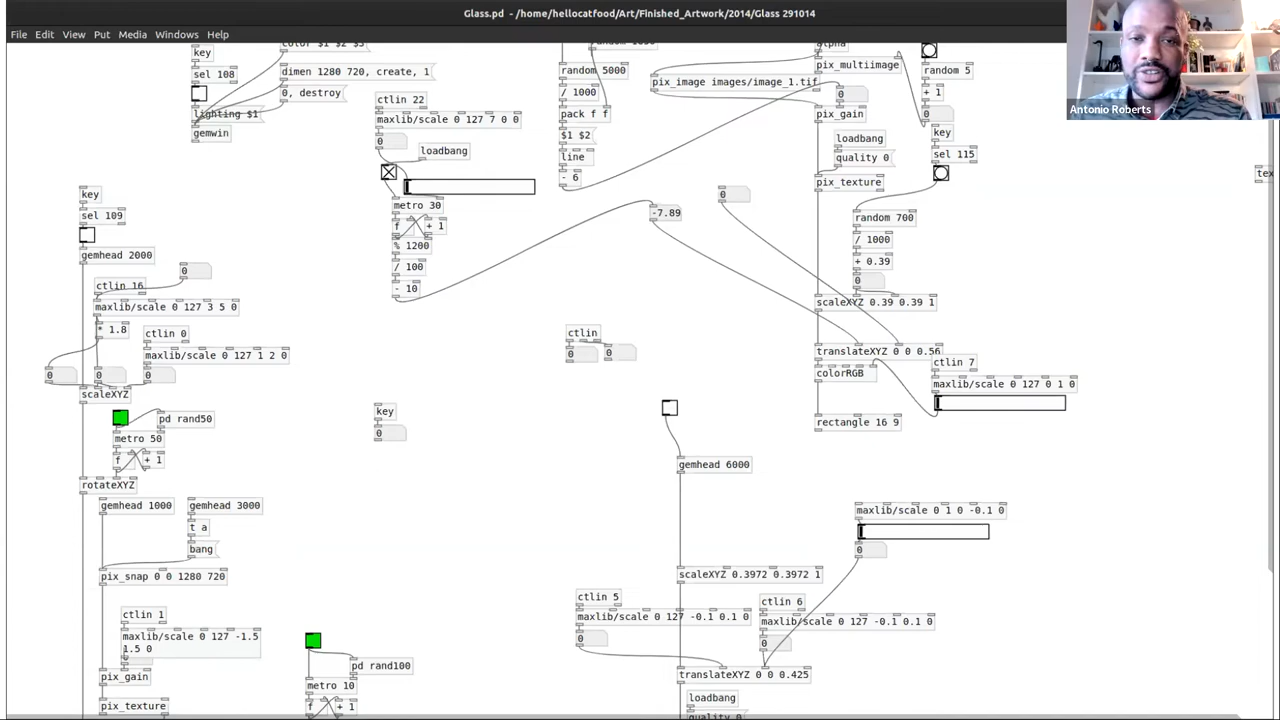 Glass.pd - /home/hellocatfood/Art/Finished_Artwork/2014/Glass 291014
File Edit View Put Media Windows Help
Antonio Roberts
key
sel 108
dimen 1280 720, create, 1
0, destroy
lighting $1
gemwin
ctlin 22
maxlib/scale 0 127 7 0 0
0
loadbang
metro 30
f
+ 1
% 1200
/ 100
- 10
random 5000
/ 1000
pack f f
$1 $2
line
- 6
pix_image images/image_1.tif
pix_multiimage
0
pix_gain
loadbang
quality 0
pix_texture
random 5
+ 1
0
key
sel 115
random 700
/ 1000
+ 0.39
0
scaleXYZ 0.39 0.39 1
-7.89
0
translateXYZ 0 0 0.56
colorRGB
rectangle 16 9
ctlin 7
maxlib/scale 0 127 0 1 0
tex
key
sel 109
gemhead 2000
0
ctlin 16
maxlib/scale 0 127 3 5 0
* 1.8
ctlin 0
maxlib/scale 0 127 1 2 0
0
0
0
scaleXYZ
pd rand50
metro 50
f
+ 1
rotateXYZ
gemhead 1000
gemhead 3000
t a
bang
pix_snap 0 0 1280 720
ctlin 1
maxlib/scale 0 127 -1.5
1.5 0
pix_gain
pix_texture
ctlin
0
0
key
0
pd rand100
metro 10
f
+ 1
gemhead 6000
scaleXYZ 0.3972 0.3972 1
maxlib/scale 0 1 0 -0.1 0
0
ctlin 5
maxlib/scale 0 127 -0.1 0.1 0
0
ctlin 6
maxlib/scale 0 127 -0.1 0.1 0
0
translateXYZ 0 0 0.425
loadbang
quality 0